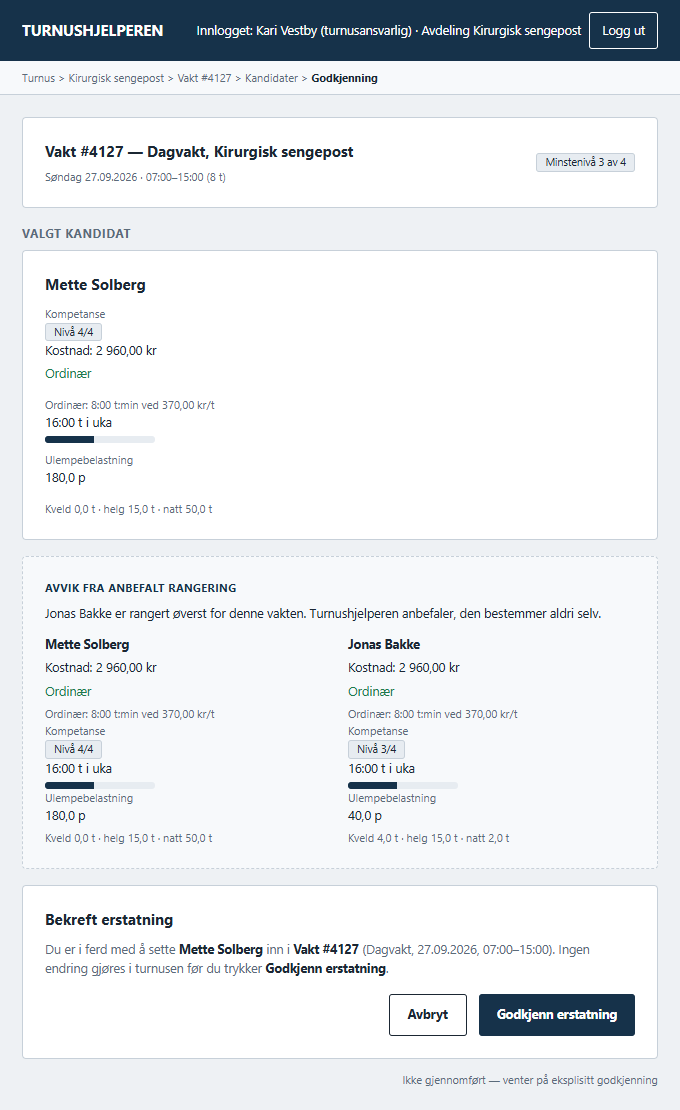 TURNUSHJELPEREN
Innlogget: Kari Vestby (turnusansvarlig) · Avdeling Kirurgisk sengepost
Logg ut
Turnus > Kirurgisk sengepost > Vakt #4127 > Kandidater > Godkjenning
Vakt #4127 — Dagvakt, Kirurgisk sengepost
Søndag 27.09.2026 · 07:00–15:00 (8 t)
Minstenivå 3 av 4
VALGT KANDIDAT
Mette Solberg
Kompetanse
Nivå 4/4
Kostnad: 2 960,00 kr
Ordinær
Ordinær: 8:00 t:min ved 370,00 kr/t
16:00 t i uka
Ulempebelastning
180,0 p
Kveld 0,0 t · helg 15,0 t · natt 50,0 t
AVVIK FRA ANBEFALT RANGERING
Jonas Bakke er rangert øverst for denne vakten. Turnushjelperen anbefaler, den bestemmer aldri selv.
Mette Solberg
Kostnad: 2 960,00 kr
Ordinær
Ordinær: 8:00 t:min ved 370,00 kr/t
Kompetanse
Nivå 4/4
16:00 t i uka
Ulempebelastning
180,0 p
Kveld 0,0 t · helg 15,0 t · natt 50,0 t
Jonas Bakke
Kostnad: 2 960,00 kr
Ordinær
Ordinær: 8:00 t:min ved 370,00 kr/t
Kompetanse
Nivå 3/4
16:00 t i uka
Ulempebelastning
40,0 p
Kveld 4,0 t · helg 15,0 t · natt 2,0 t
Bekreft erstatning
Du er i ferd med å sette Mette Solberg inn i Vakt #4127 (Dagvakt, 27.09.2026, 07:00–15:00). Ingen
endring gjøres i turnusen før du trykker Godkjenn erstatning.
Avbryt
Godkjenn erstatning
Ikke gjennomført — venter på eksplisitt godkjenning